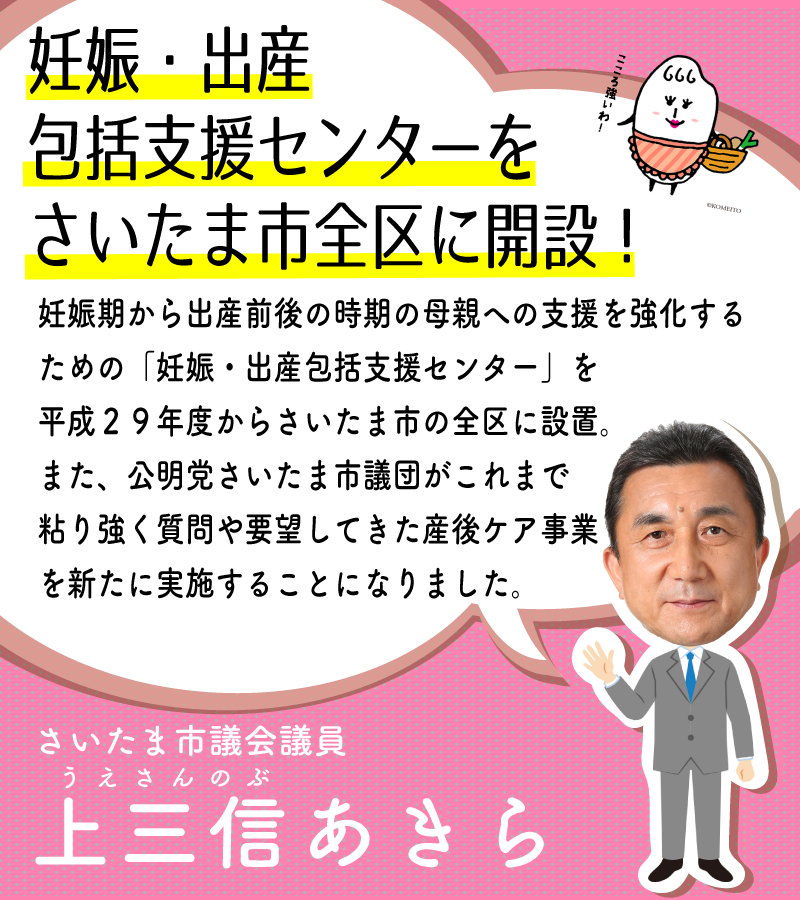 妊娠・出産
包括支援センターを
さいたま市全区に開設！
こころ強いわ！
©KOMEITO
妊娠期から出産前後の時期の母親への支援を強化する
ための「妊娠・出産包括支援センター」を
平成２９年度からさいたま市の全区に設置。
また、公明党さいたま市議団がこれまで
粘り強く質問や要望してきた産後ケア事業
を新たに実施することになりました。
さいたま市議会議員
うえさんのぶ
上三信あきら